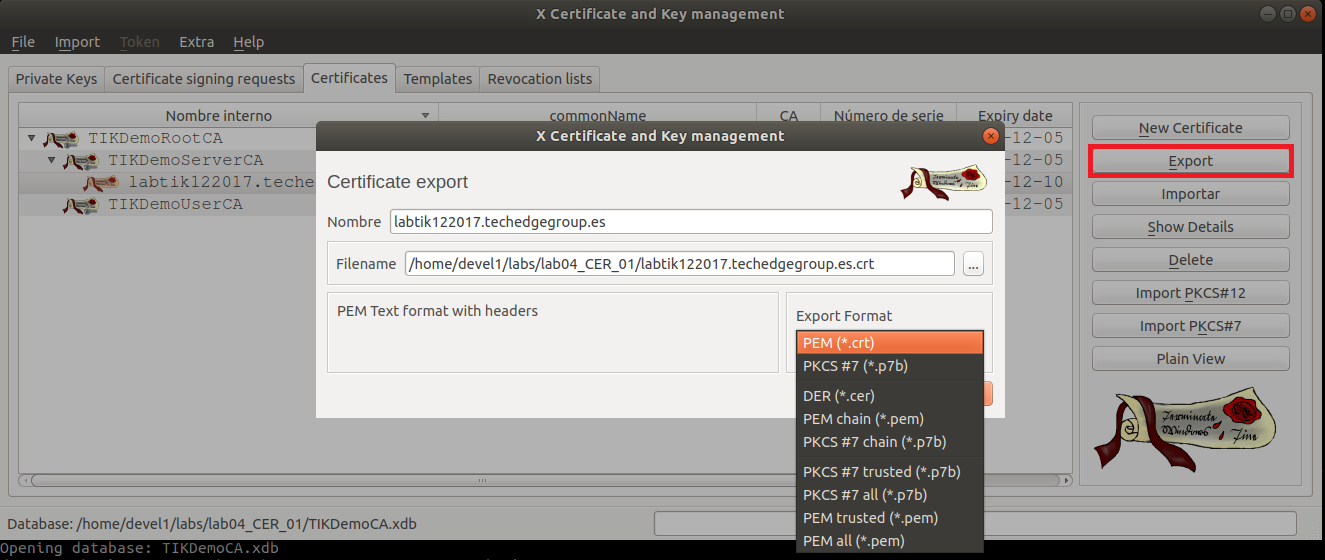 X Certificate and Key management
File Import Token Extra Help
Private Keys Certificate signing requests Certificates Templates Revocation lists
Nombre interno commonName CA Número de serie Expiry date
TIKDemoRootCA -12-05
TIKDemoServerCA -12-05
labtik122017.teche -12-10
TIKDemoUserCA -12-05
New Certificate
Export
Importar
Show Details
Delete
Import PKCS#12
Import PKCS#7
Plain View
X Certificate and Key management
Certificate export
Nombre labtik122017.techedgegroup.es
Filename /home/devel1/labs/lab04_CER_01/labtik122017.techedgegroup.es.crt ...
PEM Text format with headers
Export Format
PEM (*.crt)
PKCS #7 (*.p7b)
DER (*.cer)
PEM chain (*.pem)
PKCS #7 chain (*.p7b)
PKCS #7 trusted (*.p7b)
PKCS #7 all (*.p7b)
PEM trusted (*.pem)
PEM all (*.pem)
Database: /home/devel1/labs/lab04_CER_01/TIKDemoCA.xdb
Opening database: TIKDemoCA.xdb